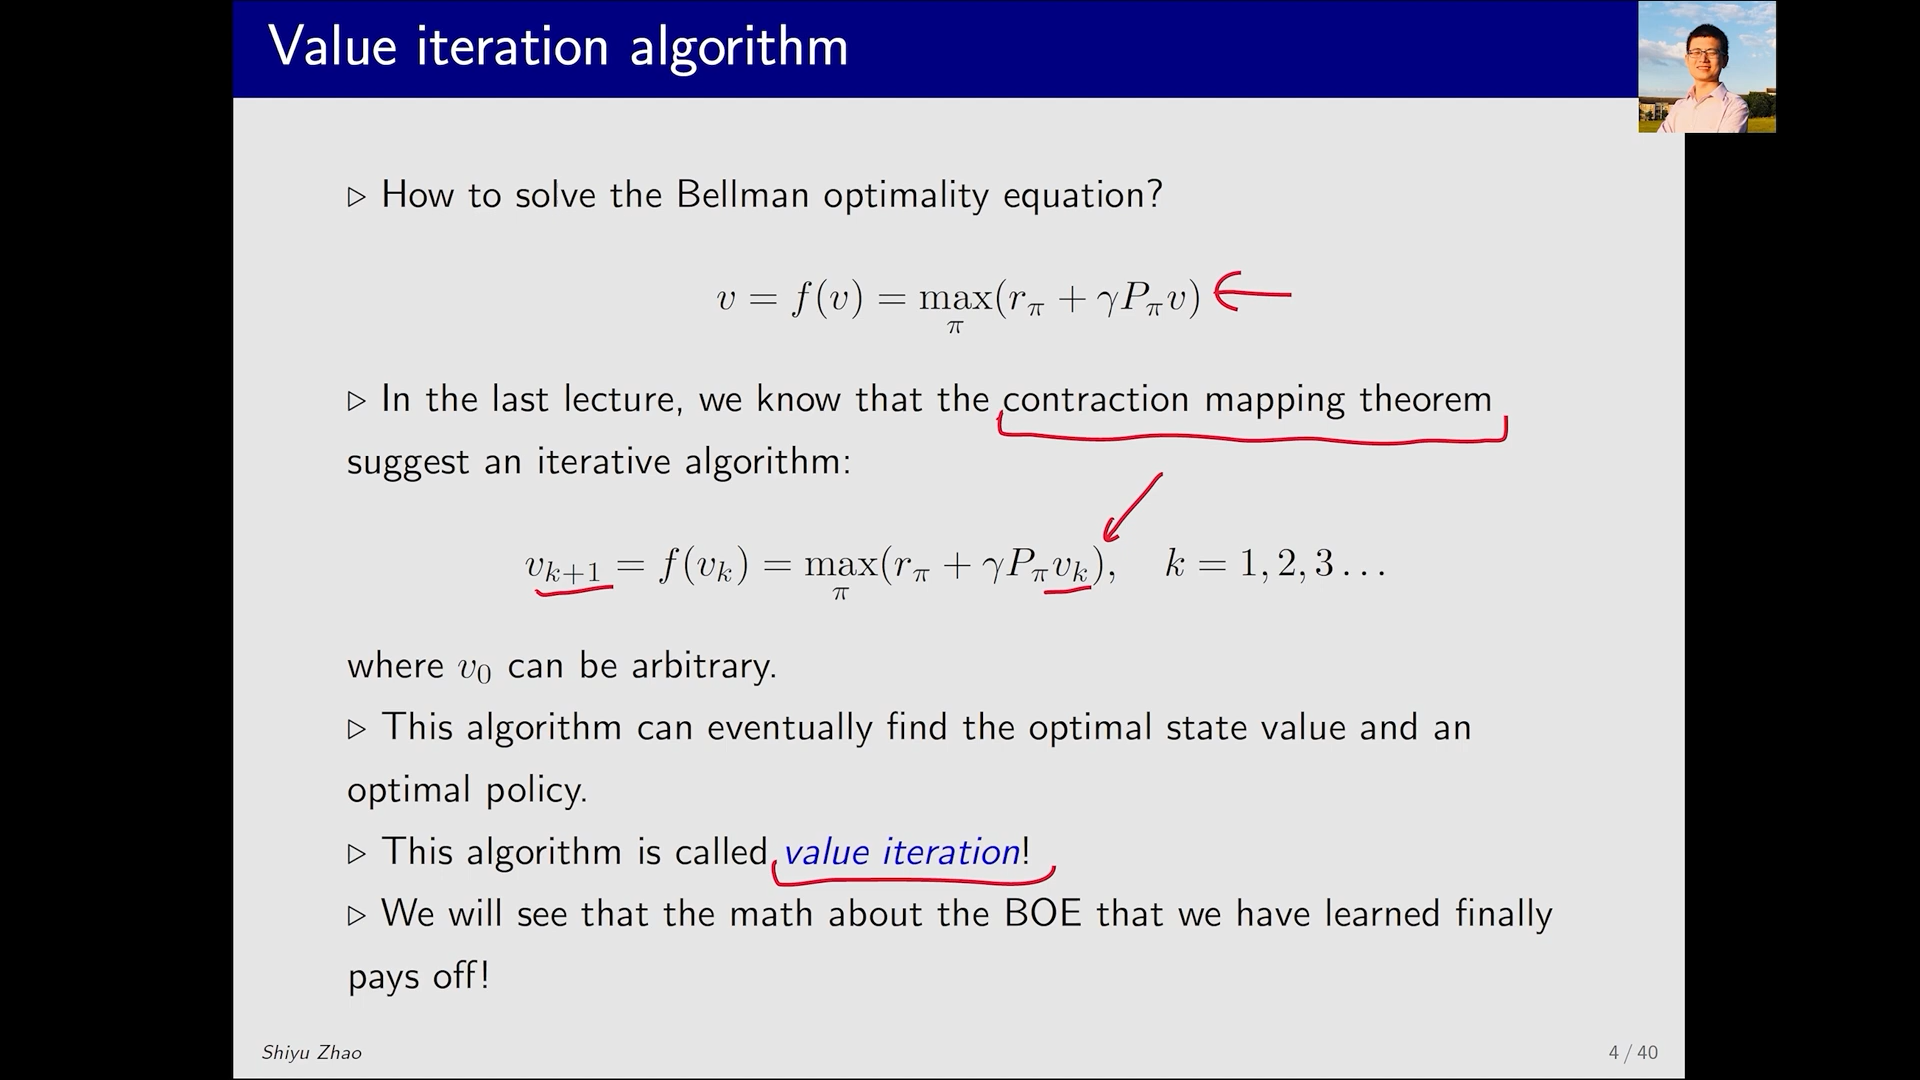 Value iteration algorithm
▷ How to solve the Bellman optimality equation?
v = f(v) = max(r_π + γP_πv)
π
▷ In the last lecture, we know that the contraction mapping theorem
suggest an iterative algorithm:
v_{k+1} = f(v_k) = max(r_π + γP_πv_k), k = 1, 2, 3 . . .
π
where v_0 can be arbitrary.
▷ This algorithm can eventually find the optimal state value and an
optimal policy.
▷ This algorithm is called value iteration!
▷ We will see that the math about the BOE that we have learned finally
pays off!
Shiyu Zhao
4 / 40